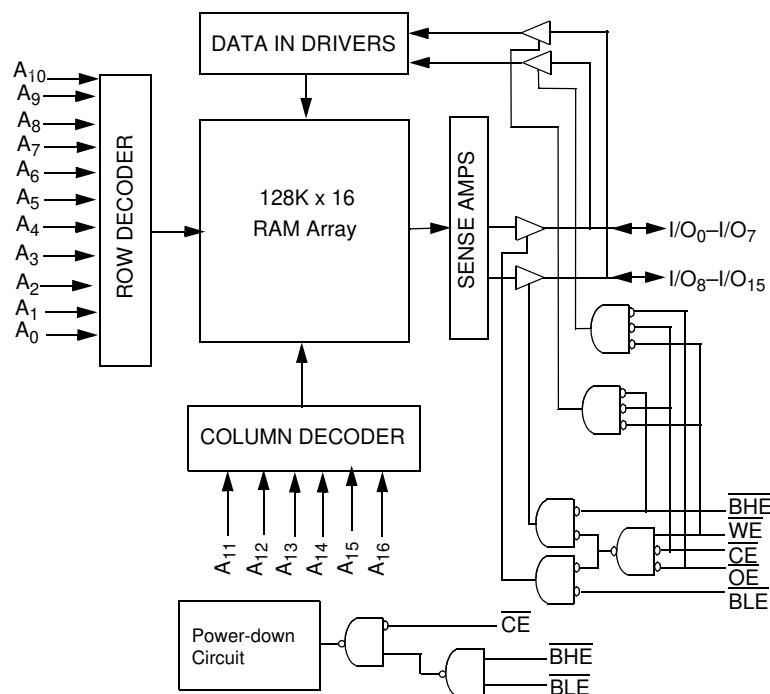 DATA IN DRIVERS
A10
A9
A8
A7
A6
A5
A4
A3
A2
A1
A0
ROW DECODER
128K x 16
RAM Array
SENSE AMPS
I/O0–I/O7
I/O8–I/O15
COLUMN DECODER
A11
A12
A13
A14
A15
A16
BHE
WE
CE
OE
BLE
Power-down
Circuit
CE
BHE
BLE